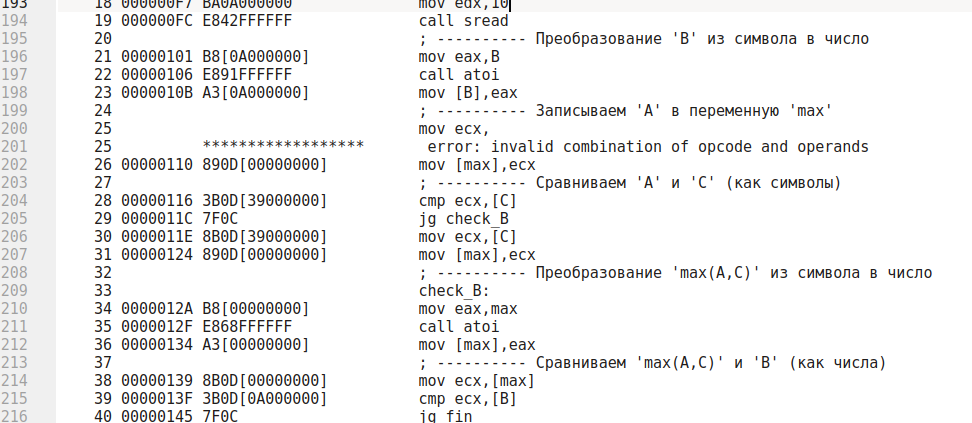 193 18 000000F7 BA0A000000 mov edx,10
194 19 000000FC E842FFFFFF call sread
195 20 ; ---------- Преобразование 'B' из символа в число
196 21 00000101 B8[0A000000] mov eax,B
197 22 00000106 E891FFFFFF call atoi
198 23 0000010B A3[0A000000] mov [B],eax
199 24 ; ---------- Записываем 'A' в переменную 'max'
200 25 mov ecx,
201 25 ****************** error: invalid combination of opcode and operands
202 26 00000110 890D[00000000] mov [max],ecx
203 27 ; ---------- Сравниваем 'A' и 'C' (как символы)
204 28 00000116 3B0D[39000000] cmp ecx,[C]
205 29 0000011C 7F0C jg check_B
206 30 0000011E 8B0D[39000000] mov ecx,[C]
207 31 00000124 890D[00000000] mov [max],ecx
208 32 ; ---------- Преобразование 'max(A,C)' из символа в число
209 33 check_B:
210 34 0000012A B8[00000000] mov eax,max
211 35 0000012F E868FFFFFF call atoi
212 36 00000134 A3[00000000] mov [max],eax
213 37 ; ---------- Сравниваем 'max(A,C)' и 'B' (как числа)
214 38 00000139 8B0D[00000000] mov ecx,[max]
215 39 0000013F 3B0D[0A000000] cmp ecx,[B]
216 40 00000145 7F0C jg fin